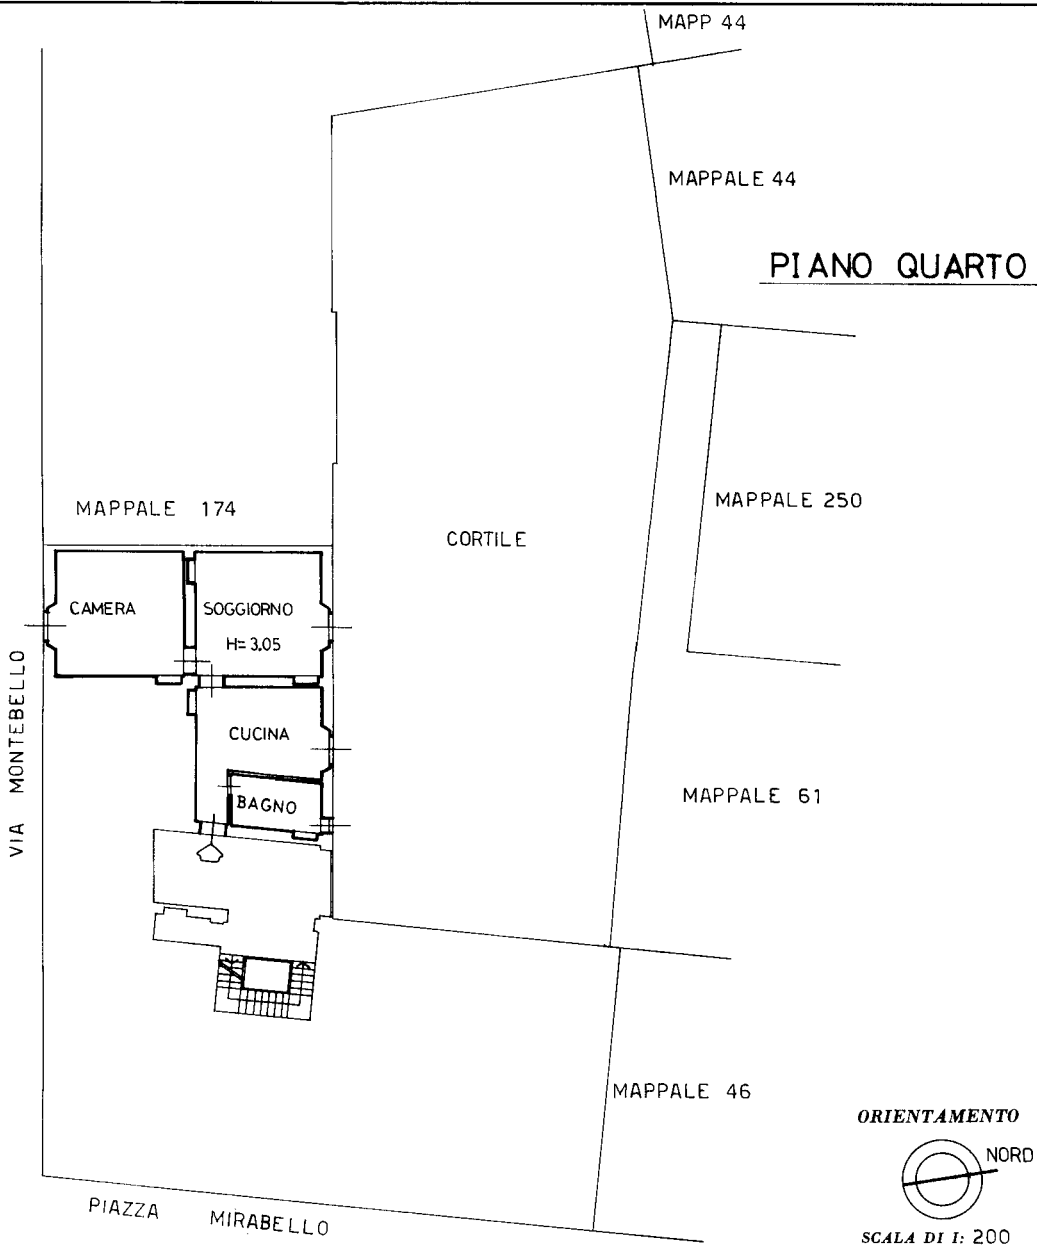 MAPP 44
MAPPALE 44
PIANO QUARTO
MAPPALE 174
MAPPALE 250
CORTILE
CAMERA
SOGGIORNO
H= 3.05
VIA MONTEBELLO
CUCINA
BAGNO
MAPPALE 61
MAPPALE 46
ORIENTAMENTO
NORD
PIAZZA MIRABELLO
SCALA DI 1: 200